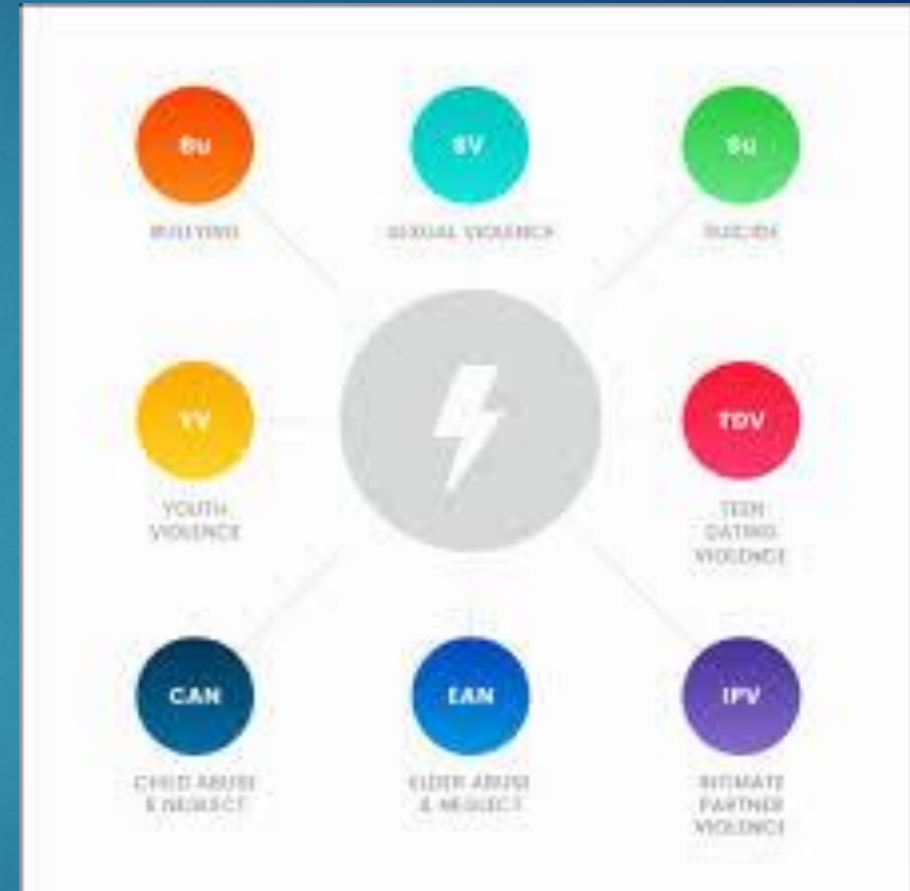 Bu
SV
Su
BULLYING
SEXUAL VIOLENCE
SUICIDE
YV
TDV
YOUTH
VIOLENCE
TEEN
DATING
VIOLENCE
CAN
EAN
IPV
CHILD ABUSE
& NEGLECT
ELDER ABUSE
& NEGLECT
INTIMATE
PARTNER
VIOLENCE